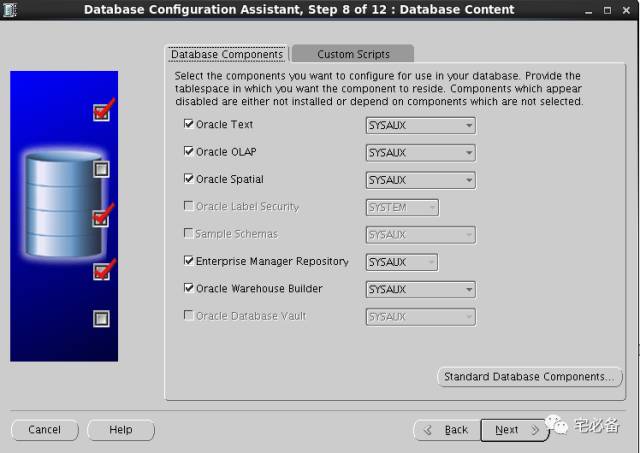 Database Configuration Assistant, Step 8 of 12 : Database Content
Database Components
Custom Scripts
Select the components you want to configure for use in your database. Provide the
tablespace in which you want the component to reside. Components which appear
disabled are either not installed or depend on components which are not selected.
Oracle Text SYSAUX
Oracle OLAP SYSAUX
Oracle Spatial SYSAUX
Oracle Label Security SYSTEM
Sample Schemas SYSAUX
Enterprise Manager Repository SYSAUX
Oracle Warehouse Builder SYSAUX
Oracle Database Vault SYSAUX
Standard Database Components...
Cancel Help Back Next 宅必备